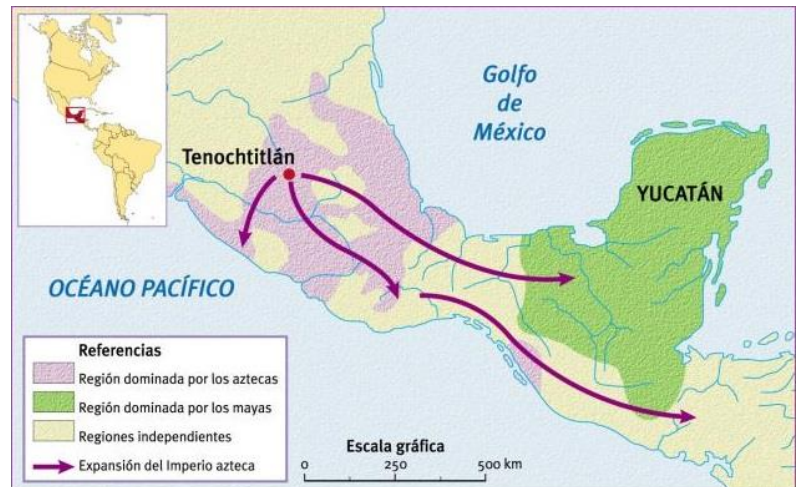 Golfo
de
México
Tenochtitlán
YUCATÁN
OCÉANO PACÍFICO
Referencias
Región dominada por los aztecas
Región dominada por los mayas
Regiones independientes
Expansión del Imperio azteca
Escala gráfica
0 250 500 km